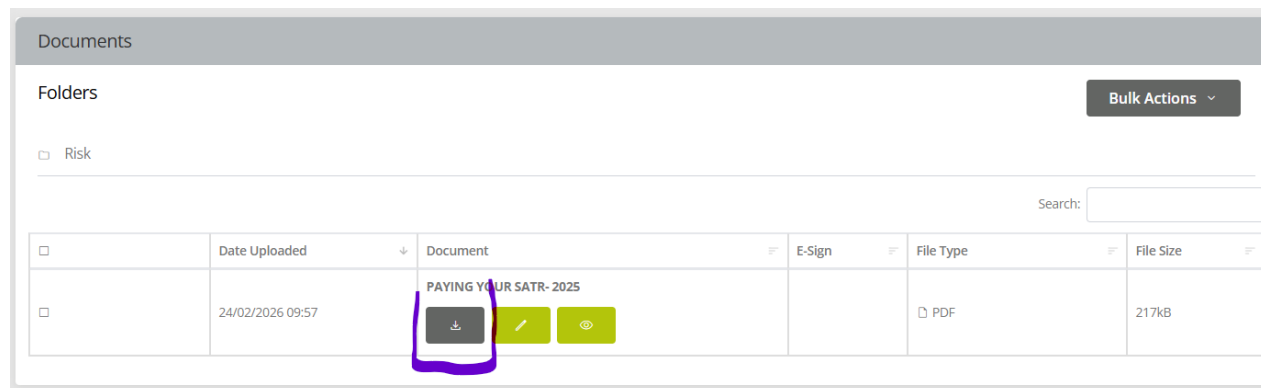 Documents
Folders
Bulk Actions
Risk
Search:
Date Uploaded Document E-Sign File Type File Size
PAYING YOUR SATR- 2025
24/02/2026 09:57 PDF 217kB